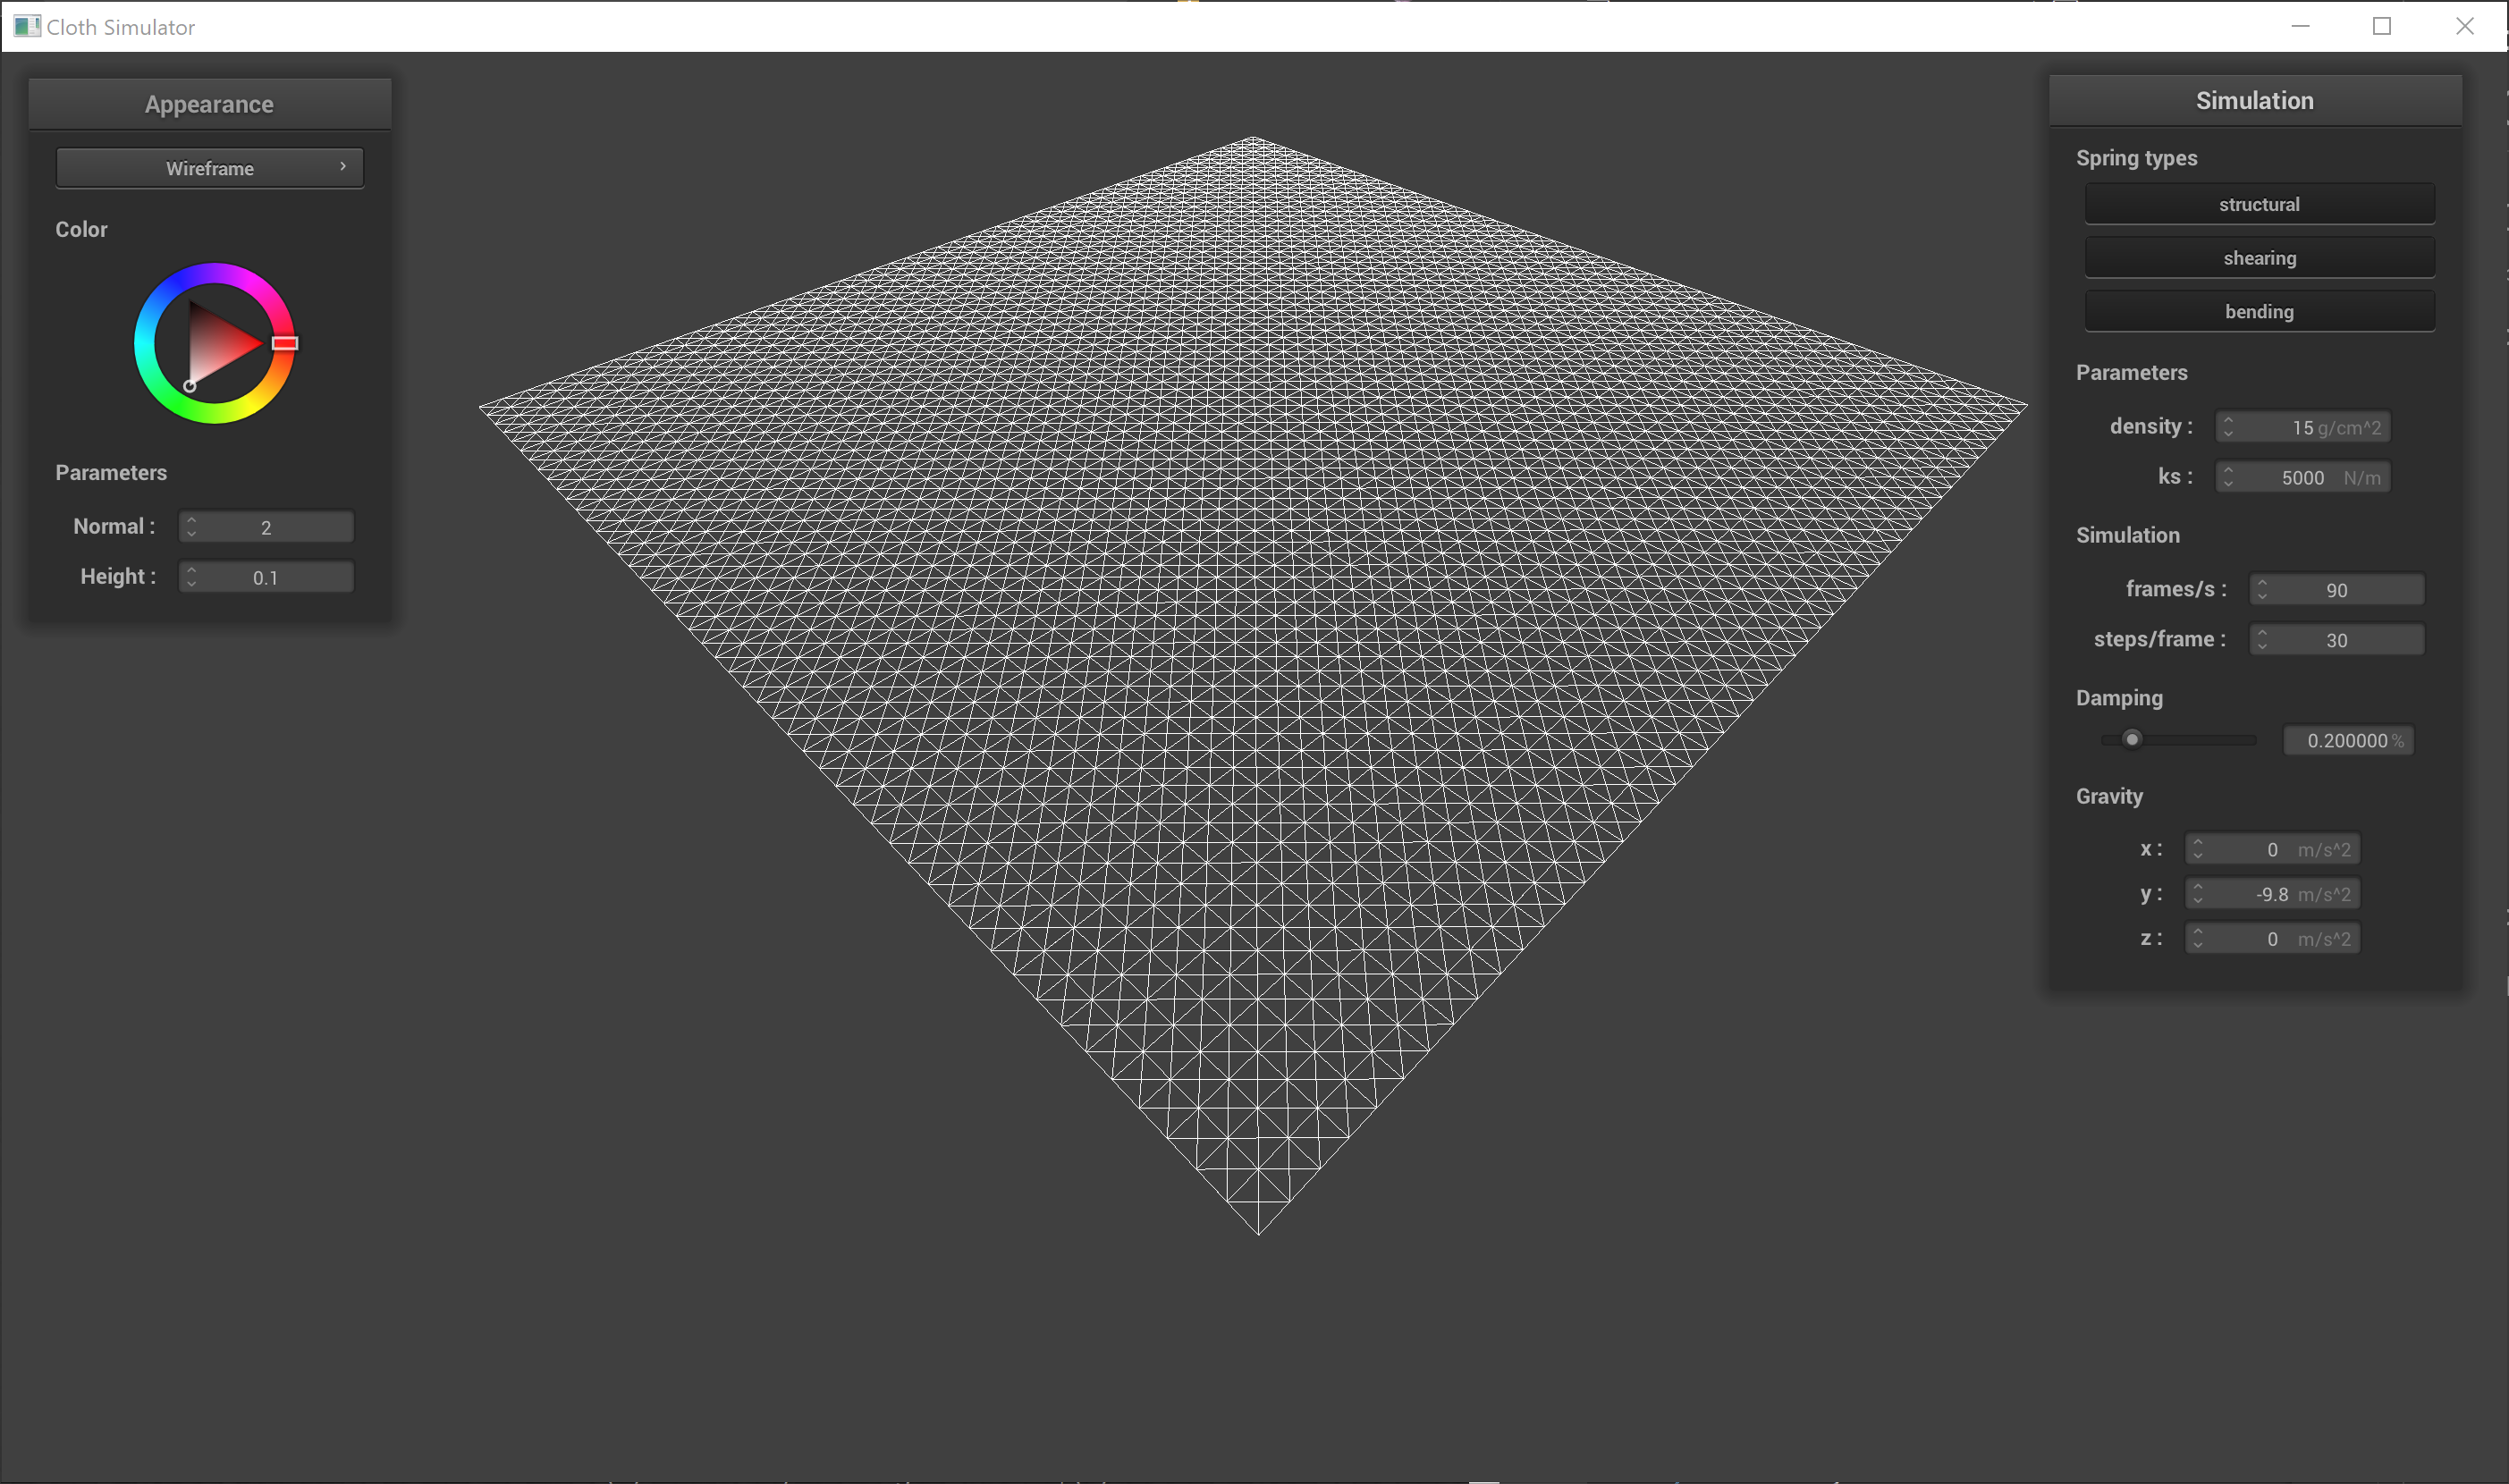 Cloth Simulator
Appearance
Wireframe
Color
Parameters
Normal : 2
Height : 0.1
Simulation
Spring types
structural
shearing
bending
Parameters
density : 15 g/cm^2
ks : 5000 N/m
Simulation
frames/s : 90
steps/frame : 30
Damping
0.200000 %
Gravity
x : 0 m/s^2
y : -9.8 m/s^2
z : 0 m/s^2